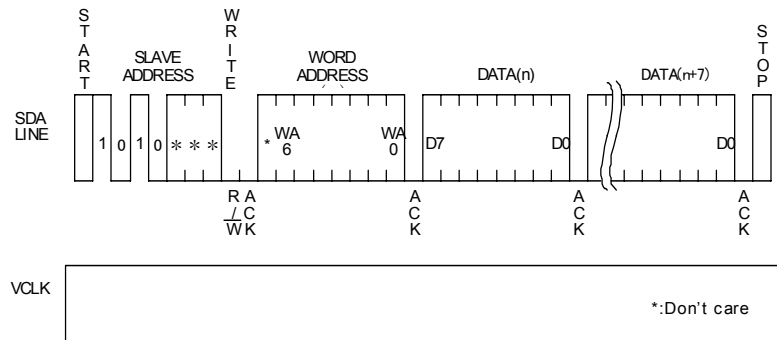 START
SLAVE
ADDRESS
WRITE
WORD
ADDRESS
DATA(n)
DATA(n+7)
STOP
SDA
LINE
1 0 1 0 * * *
* WA
6
WA
0
D7
D0
D0
R
/
W
ACK
ACK
ACK
ACK
VCLK
*:Don't care